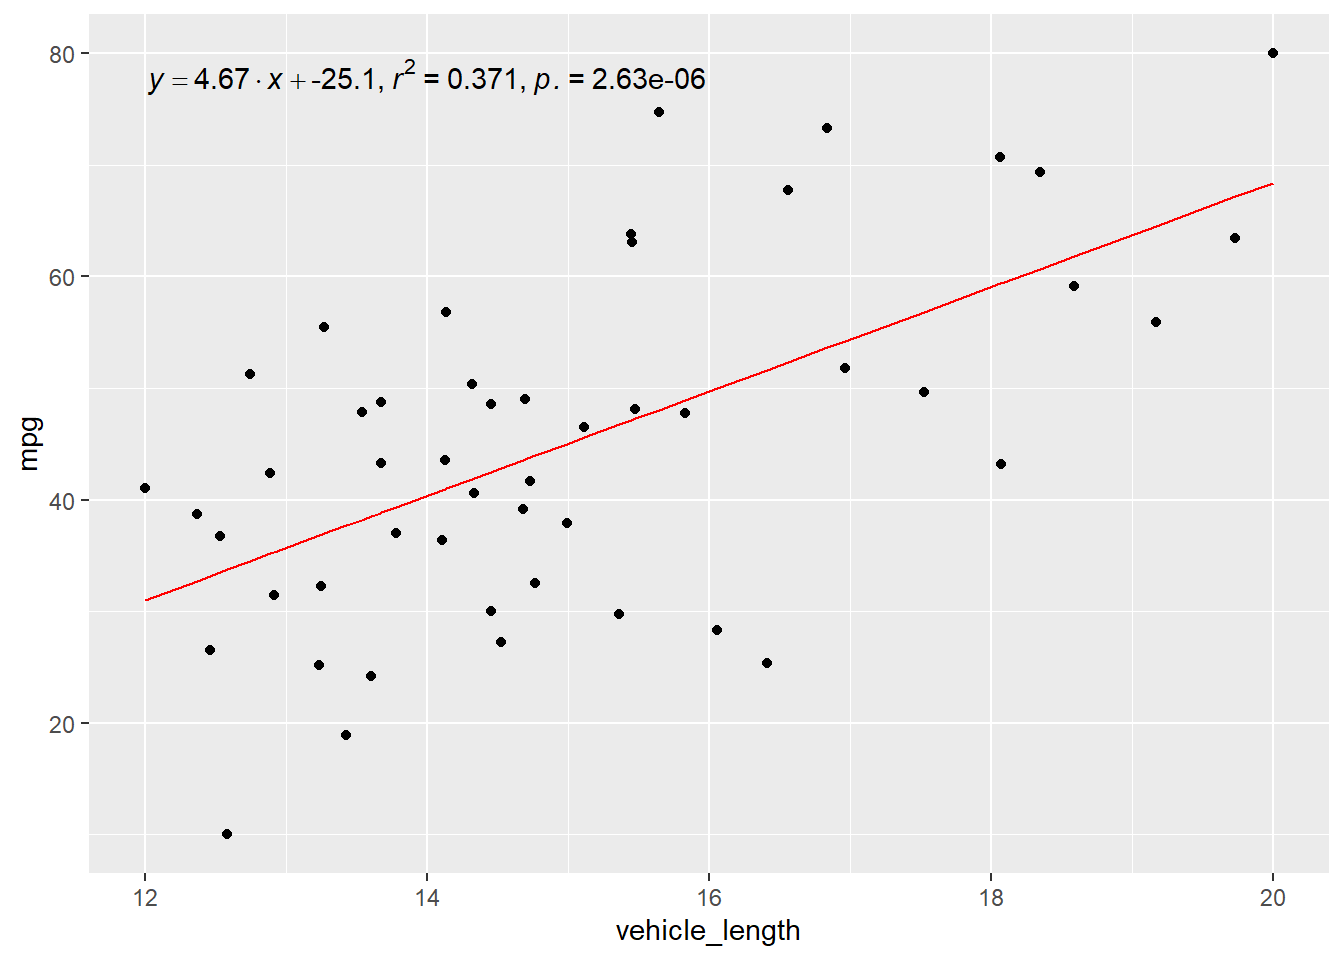 y = 4.67 · x + -25.1, r² = 0.371, p. = 2.63e-06
80
60
40
20
mpg
12 14 16 18 20
vehicle_length